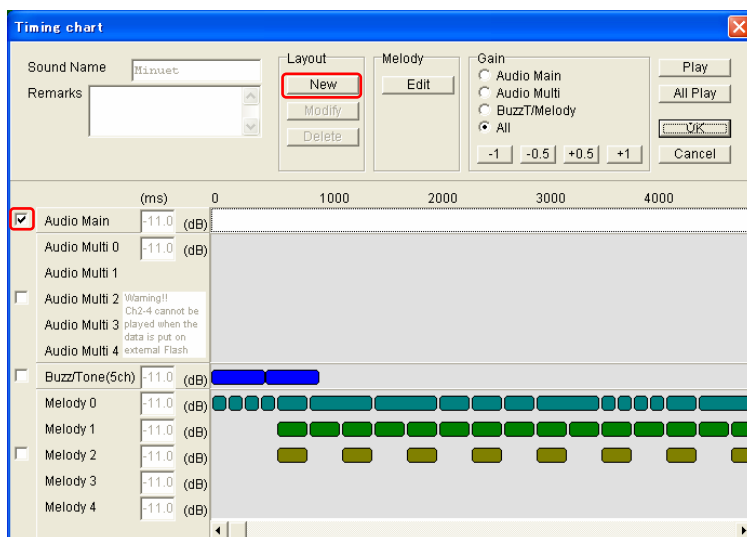 Timing chart
Sound Name Minuet
Remarks
Layout
New
Modify
Delete
Melody
Edit
Gain
Audio Main
Audio Multi
BuzzT/Melody
All
-1 -0.5 +0.5 +1
Play
All Play
OK
Cancel
(ms) 0 1000 2000 3000 4000
Audio Main -11.0 (dB)
Audio Multi 0 -11.0 (dB)
Audio Multi 1
Audio Multi 2
Audio Multi 3
Audio Multi 4
Warning!!
Ch2-4 cannot be
played when the
data is put on
external Flash
Buzz/Tone(5ch) -11.0 (dB)
Melody 0 -11.0 (dB)
Melody 1 -11.0 (dB)
Melody 2 -11.0 (dB)
Melody 3 -11.0 (dB)
Melody 4 -11.0 (dB)